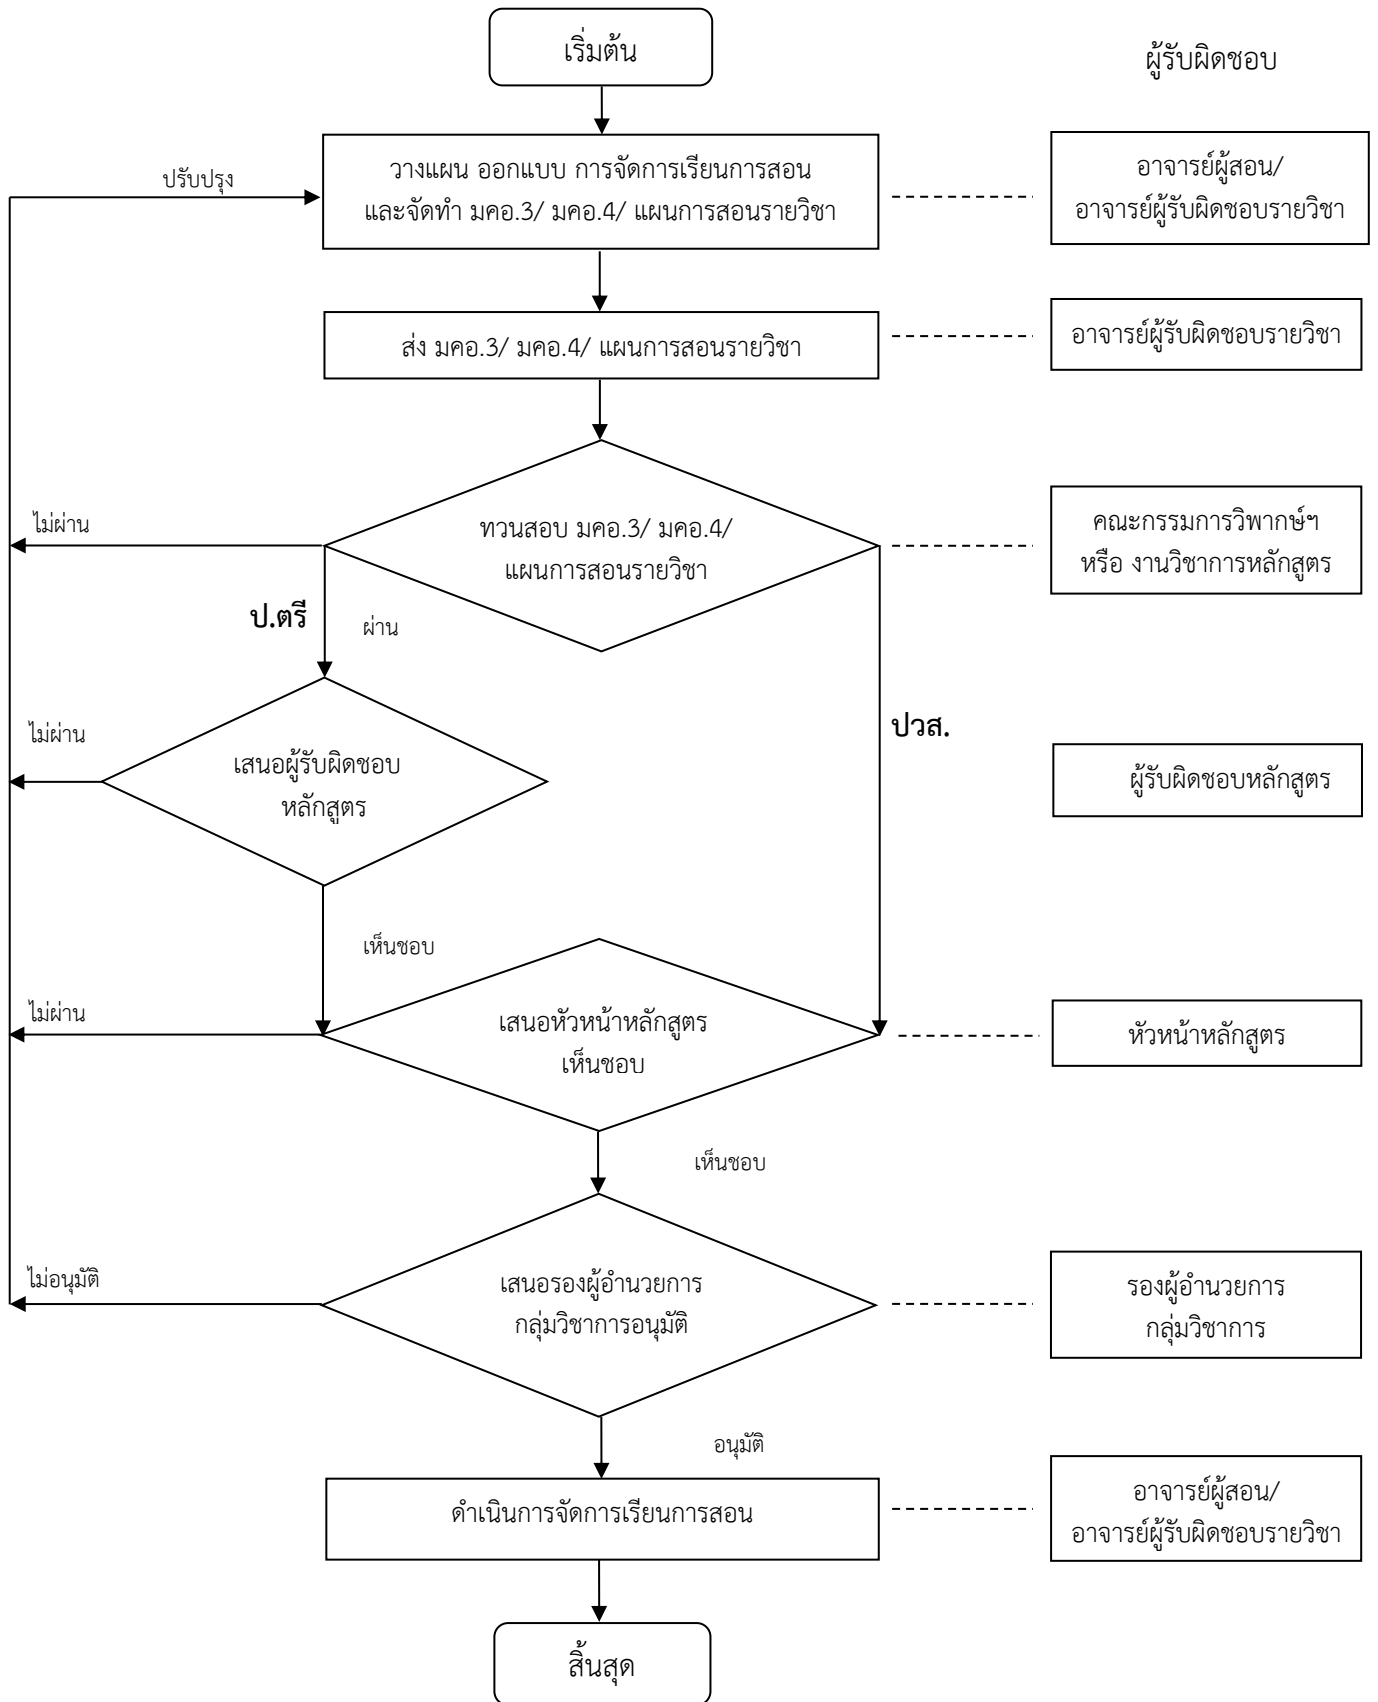 เริ่มต้น
ผู้รับผิดชอบ
ปรับปรุง
วางแผน ออกแบบ การจัดการเรียนการสอน
และจัดทำ มคอ.3/ มคอ.4/ แผนการสอนรายวิชา
อาจารย์ผู้สอน/
อาจารย์ผู้รับผิดชอบรายวิชา
ส่ง มคอ.3/ มคอ.4/ แผนการสอนรายวิชา
อาจารย์ผู้รับผิดชอบรายวิชา
ไม่ผ่าน
ทวนสอบ มคอ.3/ มคอ.4/
แผนการสอนรายวิชา
คณะกรรมการวิพากษ์ฯ
หรือ งานวิชาการหลักสูตร
ป.ตรี
ผ่าน
ไม่ผ่าน
เสนอผู้รับผิดชอบ
หลักสูตร
ปวส.
ผู้รับผิดชอบหลักสูตร
เห็นชอบ
ไม่ผ่าน
เสนอหัวหน้าหลักสูตร
เห็นชอบ
หัวหน้าหลักสูตร
เห็นชอบ
ไม่อนุมัติ
เสนอรองผู้อำนวยการ
กลุ่มวิชาการอนุมัติ
รองผู้อำนวยการ
กลุ่มวิชาการ
อนุมัติ
ดำเนินการจัดการเรียนการสอน
อาจารย์ผู้สอน/
อาจารย์ผู้รับผิดชอบรายวิชา
สิ้นสุด